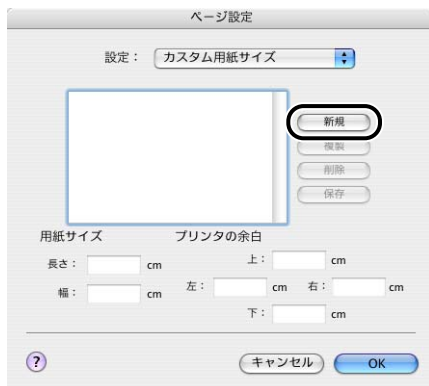 ページ設定
設定： カスタム用紙サイズ
新規
複製
削除
保存
用紙サイズ プリンタの余白
長さ： cm 上： cm
幅： cm 左： cm 右： cm
下： cm
? キャンセル OK